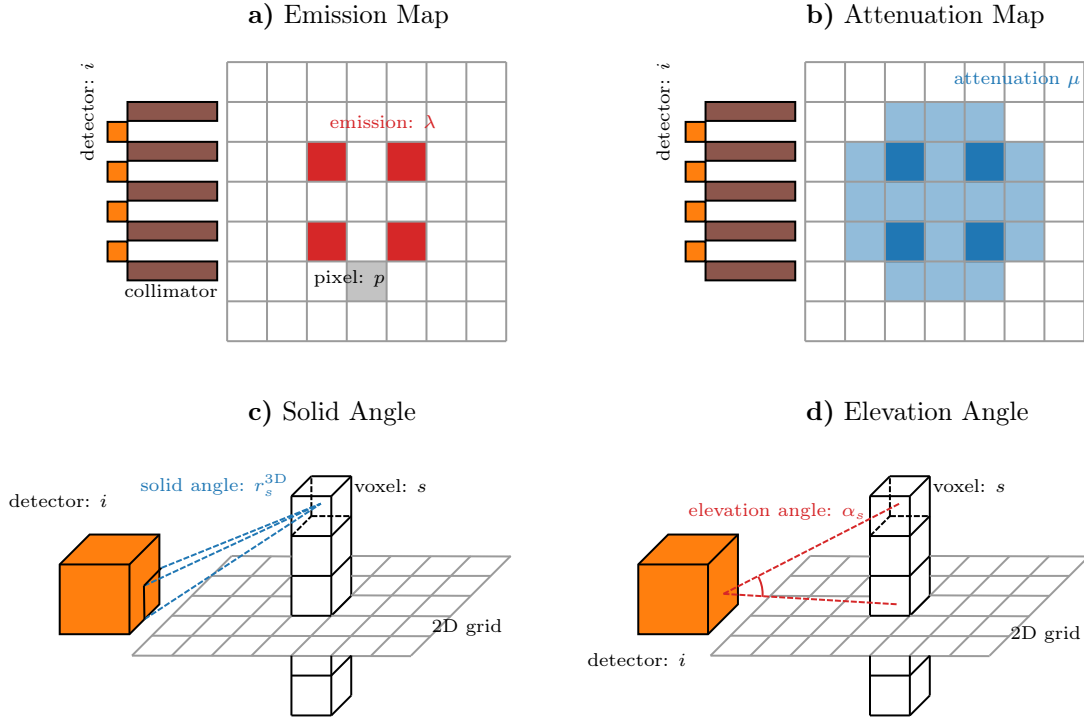 a) Emission Map
detector: i
emission: λ
pixel: p
collimator
b) Attenuation Map
detector: i
attenuation μ
c) Solid Angle
solid angle: r_s^3D
voxel: s
detector: i
2D grid
d) Elevation Angle
voxel: s
elevation angle: α_s
2D grid
detector: i